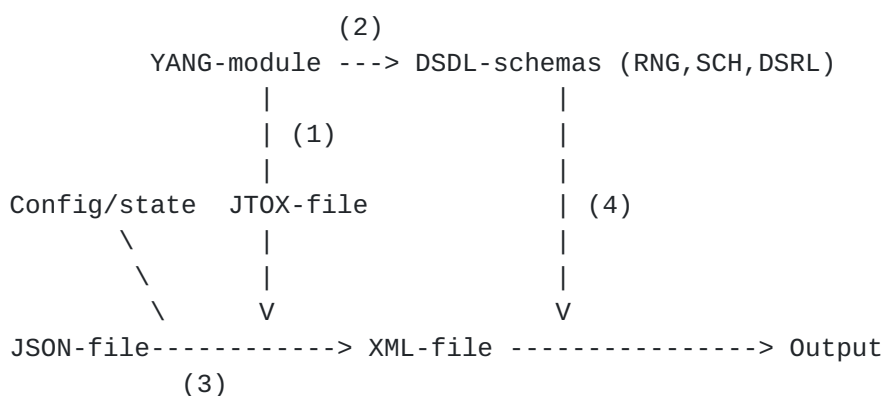 (2)
YANG-module ---> DSDL-schemas (RNG,SCH,DSRL)
| |
| (1) |
| |
Config/state JTOX-file | (4)
\ | |
\ | |
\ V V
JSON-file------------> XML-file ----------------> Output
(3)